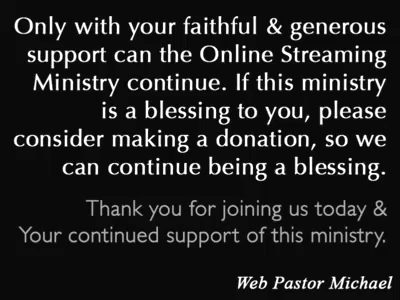 Only with your faithful & generous
support can the Online Streaming
Ministry continue. If this ministry
is a blessing to you, please
consider making a donation, so we
can continue being a blessing.
Thank you for joining us today &
Your continued support of this ministry.
Web Pastor Michael